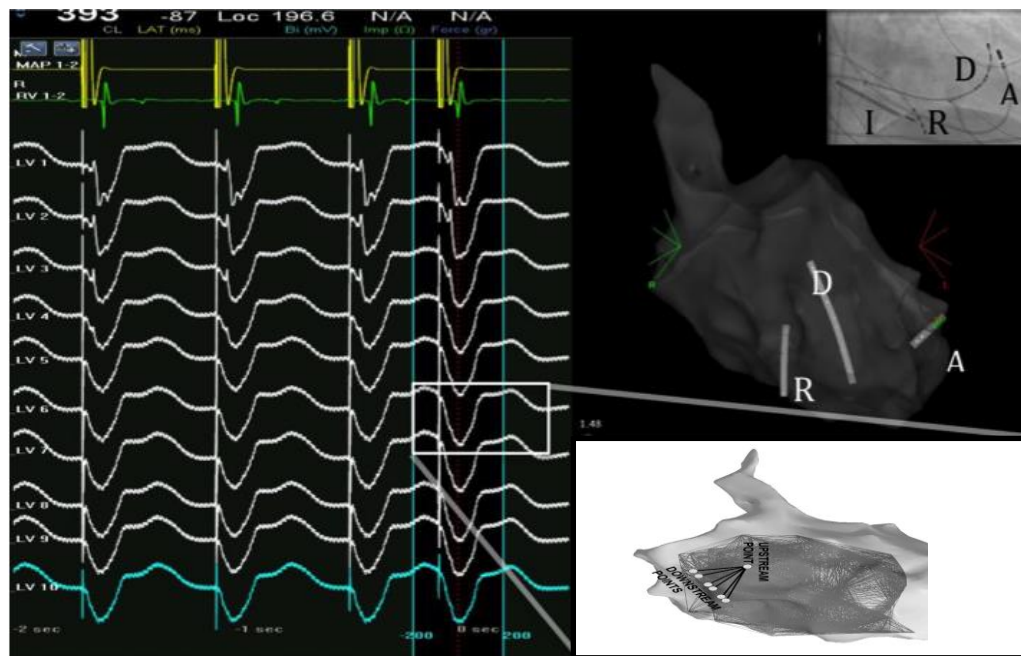 393 -87 Loc 196.6 N/A N/A
CL LAT (ms) Bi (mV) Imp (Ω) Force (gr)
MAP 1-2
R
RV 1-2
LV 1
LV 2
LV 3
LV 4
LV 5
LV 6
LV 7
LV 8
LV 9
LV 10
-2 sec -1 sec -200 0 sec 200
D
A
I R
R
D
R
A
1.48
UPSTREAM
POINT
DOWNSTREAM
POINTS